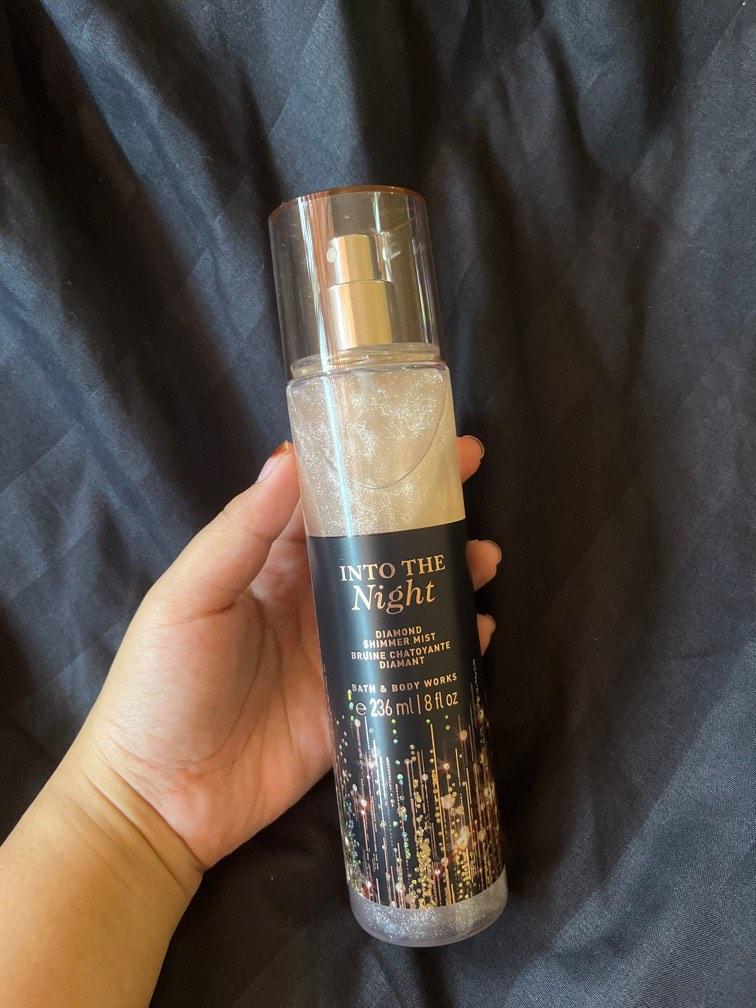 INTO THE
Night
DIAMOND
SHIMMER MIST
BRUINE CHATOYANTE
DIAMANT
BATH & BODY WORKS
℮ 236 ml | 8 fl oz